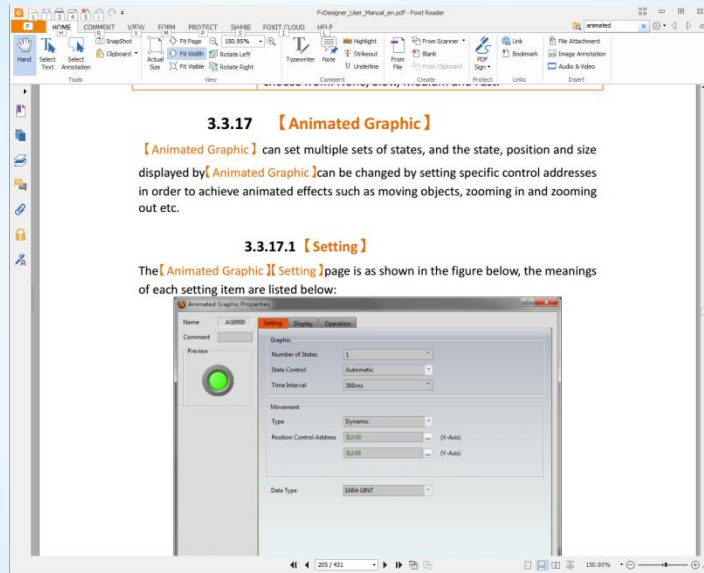 FvDesigner_User_Manual_en.pdf - Foxit Reader
F HOME COMMENT VIEW FORM PROTECT SHARE FOXIT CLOUD HELP animated
Hand
Select Text
Select Annotation
SnapShot
Clipboard
Tools
Actual Size
Fit Page
Fit Width
Fit Visible
150.95%
Rotate Left
Rotate Right
View
Typewriter
Note
Highlight
Strikeout
Underline
Comment
From File
From Scanner
Blank
From Clipboard
Create
PDF Sign
Protect
Link
Bookmark
Links
File Attachment
Image Annotation
Audio & Video
Insert
3.3.17 【Animated Graphic】
【Animated Graphic】 can set multiple sets of states, and the state, position and size
displayed by【Animated Graphic】can be changed by setting specific control addresses
in order to achieve animated effects such as moving objects, zooming in and zooming
out etc.
3.3.17.1 【Setting】
The【Animated Graphic】【Setting】page is as shown in the figure below, the meanings
of each setting item are listed below:
Animated Graphic Properties
Name AG0000
Comment
Preview
Setting Display Operation
Graphic
Number of States 1
State Control Automatic
Time Interval 500ms
Movement
Type Dynamic
Position Control Address $U:V0 ... (X-Axis)
$U:V0 ... (Y-Axis)
Data Type 16Bit-UINT
205 / 431
150.95%